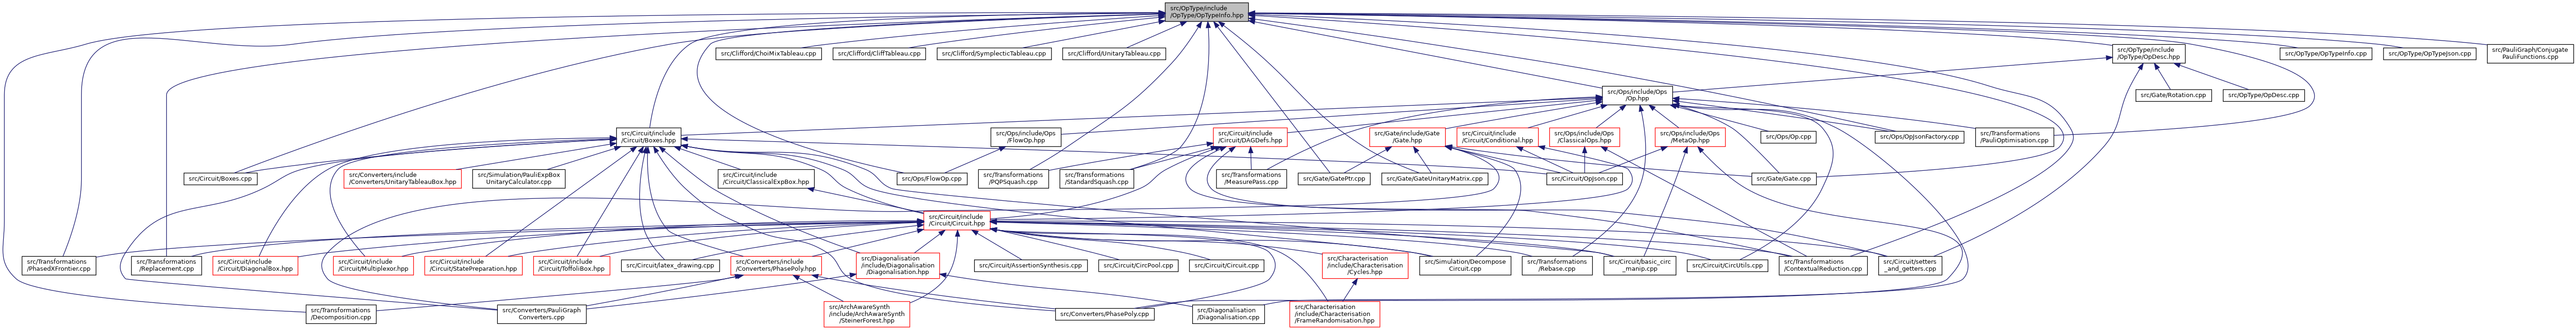 src/OpType/include
/OpType/OpTypeInfo.hpp
src/Clifford/ChoiMixTableau.cpp
src/Clifford/CliffTableau.cpp
src/Clifford/SymplecticTableau.cpp
src/Clifford/UnitaryTableau.cpp
src/OpType/include
/OpType/OpDesc.hpp
src/OpType/OpTypeInfo.cpp
src/OpType/OpTypeJson.cpp
src/PauliGraph/Conjugate
PauliFunctions.cpp
src/Ops/include/Ops
/Op.hpp
src/Gate/Rotation.cpp
src/OpType/OpDesc.cpp
src/Circuit/include
/Circuit/Boxes.hpp
src/Ops/include/Ops
/FlowOp.hpp
src/Circuit/include
/Circuit/DAGDefs.hpp
src/Gate/include/Gate
/Gate.hpp
src/Circuit/include
/Circuit/Conditional.hpp
src/Ops/include/Ops
/ClassicalOps.hpp
src/Ops/include/Ops
/MetaOp.hpp
src/Ops/Op.cpp
src/Ops/OpJsonFactory.cpp
src/Transformations
/PauliOptimisation.cpp
src/Circuit/Boxes.cpp
src/Converters/include
/Converters/UnitaryTableauBox.hpp
src/Simulation/PauliExpBox
UnitaryCalculator.cpp
src/Circuit/include
/Circuit/ClassicalExpBox.hpp
src/Ops/FlowOp.cpp
src/Transformations
/PQPSquash.cpp
src/Transformations
/StandardSquash.cpp
src/Transformations
/MeasurePass.cpp
src/Gate/GatePtr.cpp
src/Gate/GateUnitaryMatrix.cpp
src/Circuit/OpJson.cpp
src/Gate/Gate.cpp
src/Circuit/include
/Circuit/Circuit.hpp
src/Transformations
/PhasedXFrontier.cpp
src/Transformations
/Replacement.cpp
src/Circuit/include
/Circuit/DiagonalBox.hpp
src/Circuit/include
/Circuit/Multiplexor.hpp
src/Circuit/include
/Circuit/StatePreparation.hpp
src/Circuit/include
/Circuit/ToffoliBox.hpp
src/Circuit/latex_drawing.cpp
src/Converters/include
/Converters/PhasePoly.hpp
src/Diagonalisation
/include/Diagonalisation
/Diagonalisation.hpp
src/Circuit/AssertionSynthesis.cpp
src/Circuit/CircPool.cpp
src/Circuit/Circuit.cpp
src/Characterisation
/include/Characterisation
/Cycles.hpp
src/Simulation/Decompose
Circuit.cpp
src/Transformations
/Rebase.cpp
src/Circuit/basic_circ
_manip.cpp
src/Circuit/CircUtils.cpp
src/Transformations
/ContextualReduction.cpp
src/Circuit/setters
_and_getters.cpp
src/Transformations
/Decomposition.cpp
src/Converters/PauliGraph
Converters.cpp
src/ArchAwareSynth
/include/ArchAwareSynth
/SteinerForest.hpp
src/Converters/PhasePoly.cpp
src/Diagonalisation
/Diagonalisation.cpp
src/Characterisation
/include/Characterisation
/FrameRandomisation.hpp